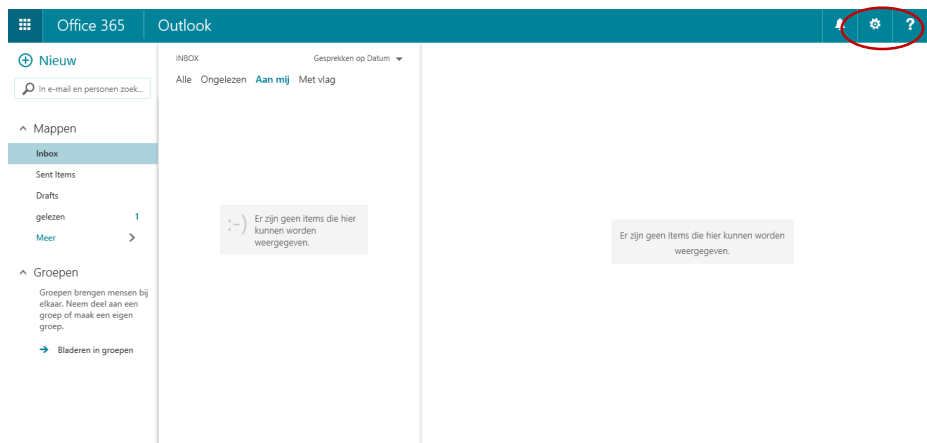 Office 365
Outlook
?
Nieuw
In e-mail en personen zoek...
Mappen
Inbox
Sent Items
Drafts
gelezen 1
Meer
Groepen
Groepen brengen mensen bij
elkaar. Neem deel aan een
groep of maak een eigen
groep.
Bladeren in groepen
INBOX
Gesprekken op Datum
Alle Ongelezen Aan mij Met vlag
:-)
Er zijn geen items die hier
kunnen worden
weergegeven.
Er zijn geen items die hier kunnen worden
weergegeven.